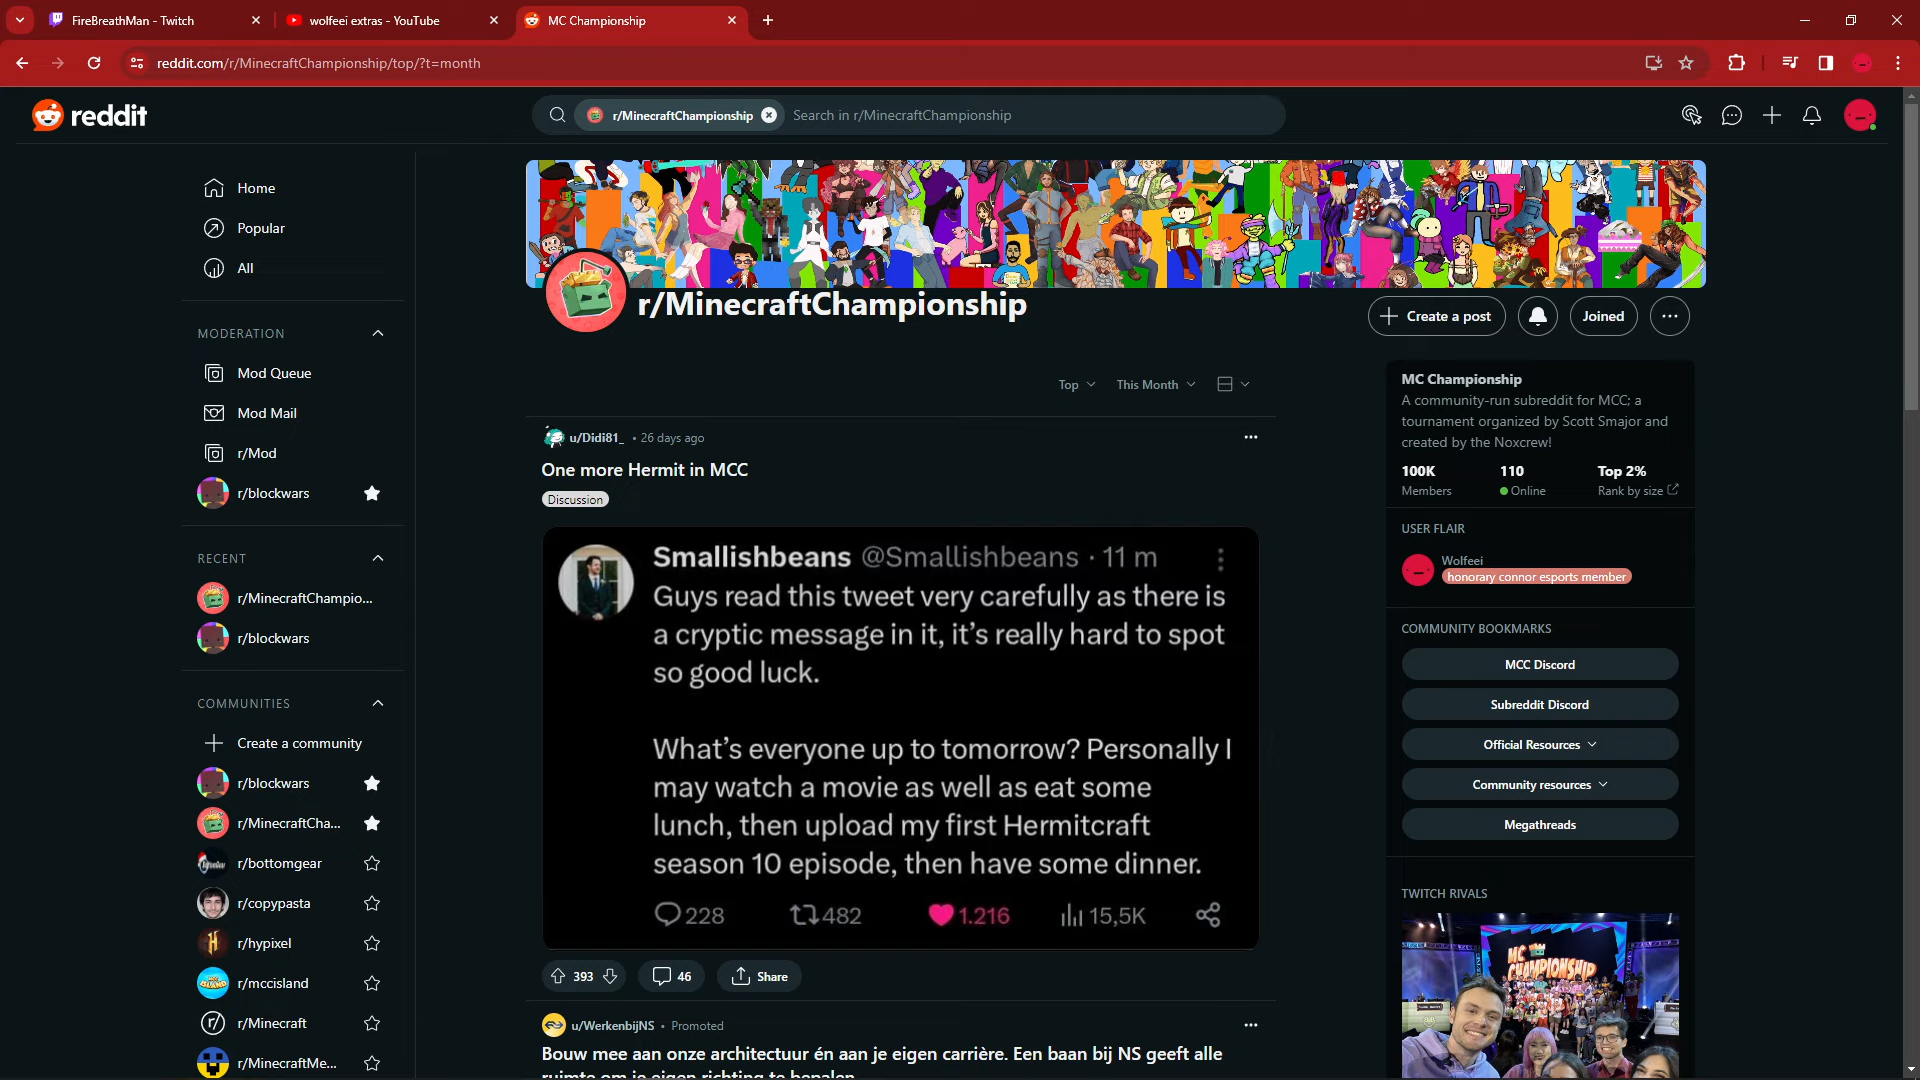 FireBreathMan - Twitch
wolfeei extras - YouTube
MC Championship
reddit.com/r/MinecraftChampionship/top/?t=month
reddit
r/MinecraftChampionship
Search in r/MinecraftChampionship
Home
Popular
All
MODERATION
Mod Queue
Mod Mail
r/Mod
r/blockwars
RECENT
r/MinecraftChampio...
r/blockwars
COMMUNITIES
Create a community
r/blockwars
r/MinecraftCha...
r/bottomgear
r/copypasta
r/hypixel
r/mccisland
r/Minecraft
r/MinecraftMe...
r/MinecraftChampionship
Create a post
Joined
Top
This Month
u/Didi81_ • 26 days ago
One more Hermit in MCC
Discussion
Smallishbeans @Smallishbeans · 11 m
Guys read this tweet very carefully as there is
a cryptic message in it, it's really hard to spot
so good luck.
What's everyone up to tomorrow? Personally I
may watch a movie as well as eat some
lunch, then upload my first Hermitcraft
season 10 episode, then have some dinner.
228
482
1.216
15,5K
393
46
Share
u/WerkenbijNS • Promoted
Bouw mee aan onze architectuur én aan je eigen carrière. Een baan bij NS geeft alle
ruimte om je eigen richting te bepalen
MC Championship
A community-run subreddit for MCC; a
tournament organized by Scott Smajor and
created by the Noxcrew!
100K
110
Top 2%
Members
Online
Rank by size
USER FLAIR
Wolfeei
honorary connor esports member
COMMUNITY BOOKMARKS
MCC Discord
Subreddit Discord
Official Resources
Community resources
Megathreads
TWITCH RIVALS
MC
CHAMPIONSHIP